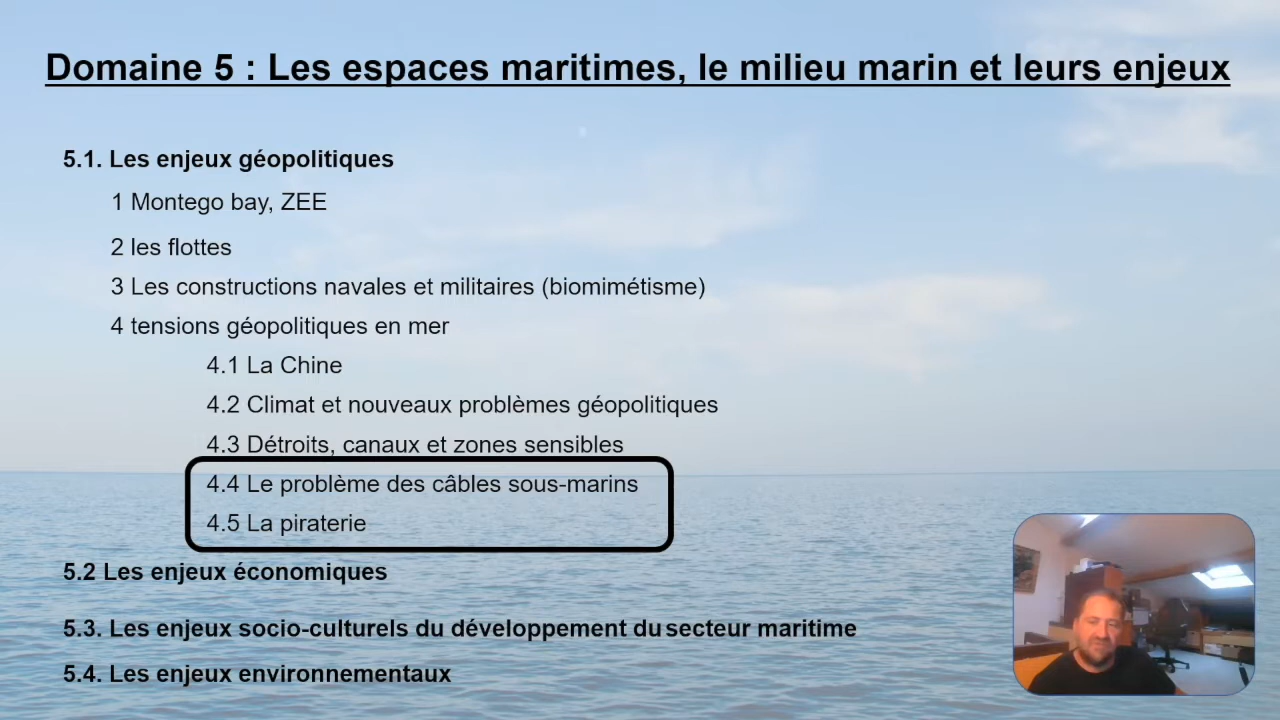 Domaine 5 : Les espaces maritimes, le milieu marin et leurs enjeux
5.1. Les enjeux géopolitiques
1 Montego bay, ZEE
2 les flottes
3 Les constructions navales et militaires (biomimétisme)
4 tensions géopolitiques en mer
4.1 La Chine
4.2 Climat et nouveaux problèmes géopolitiques
4.3 Détroits, canaux et zones sensibles
4.4 Le problème des câbles sous-marins
4.5 La piraterie
5.2 Les enjeux économiques
5.3. Les enjeux socio-culturels du développement du secteur maritime
5.4. Les enjeux environnementaux